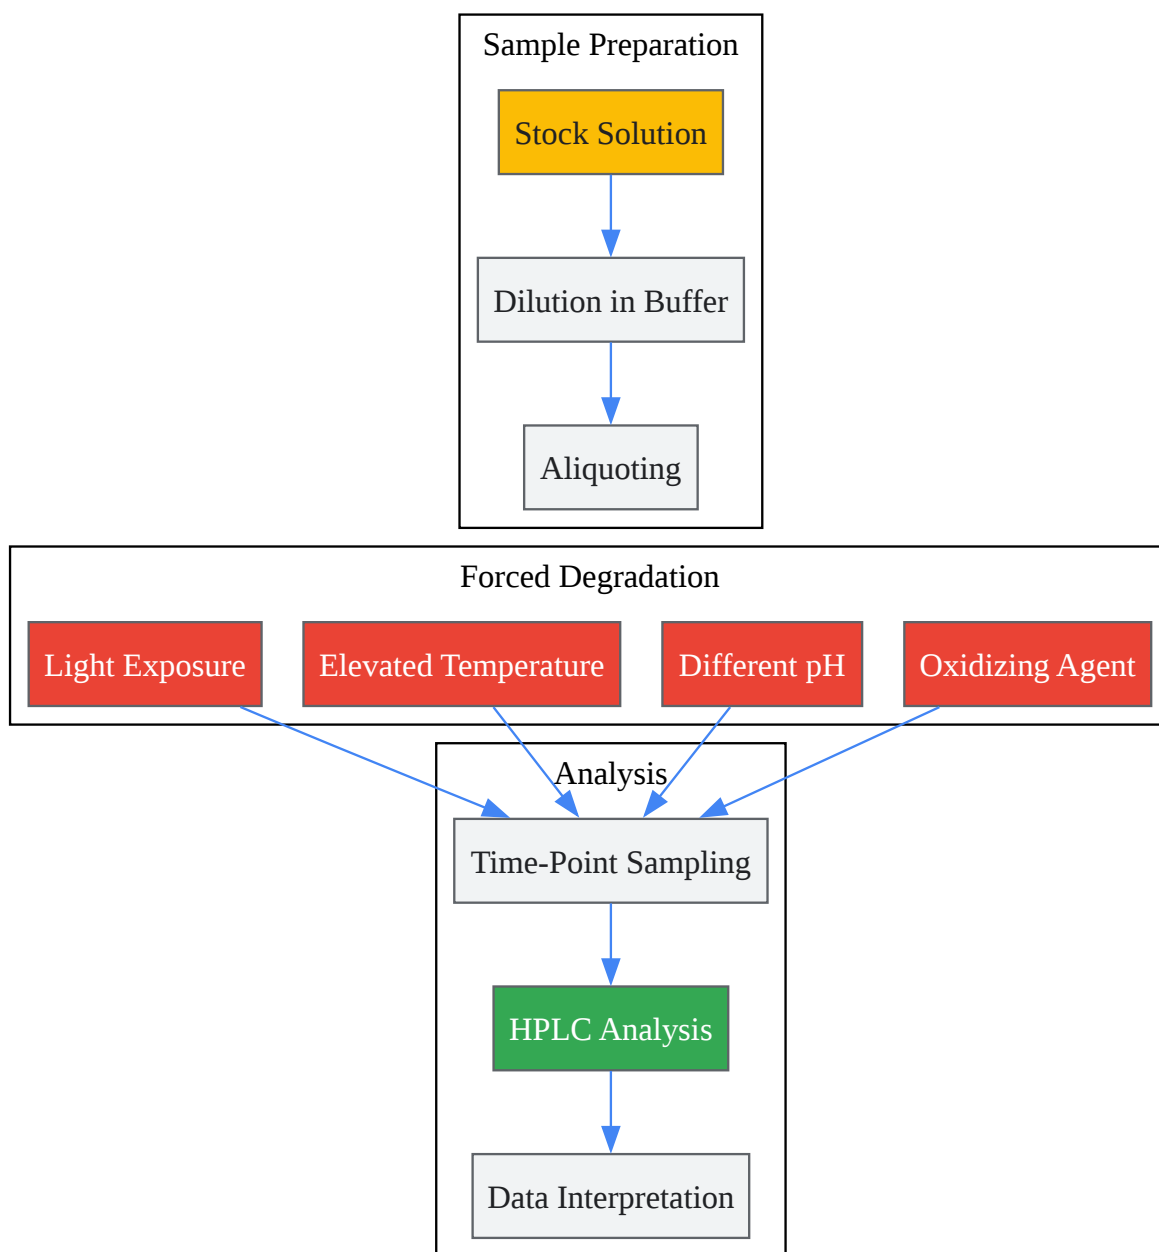 Sample Preparation
Stock Solution
Dilution in Buffer
Aliquoting
Forced Degradation
Light Exposure
Elevated Temperature
Different pH
Oxidizing Agent
Analysis
Time-Point Sampling
HPLC Analysis
Data Interpretation